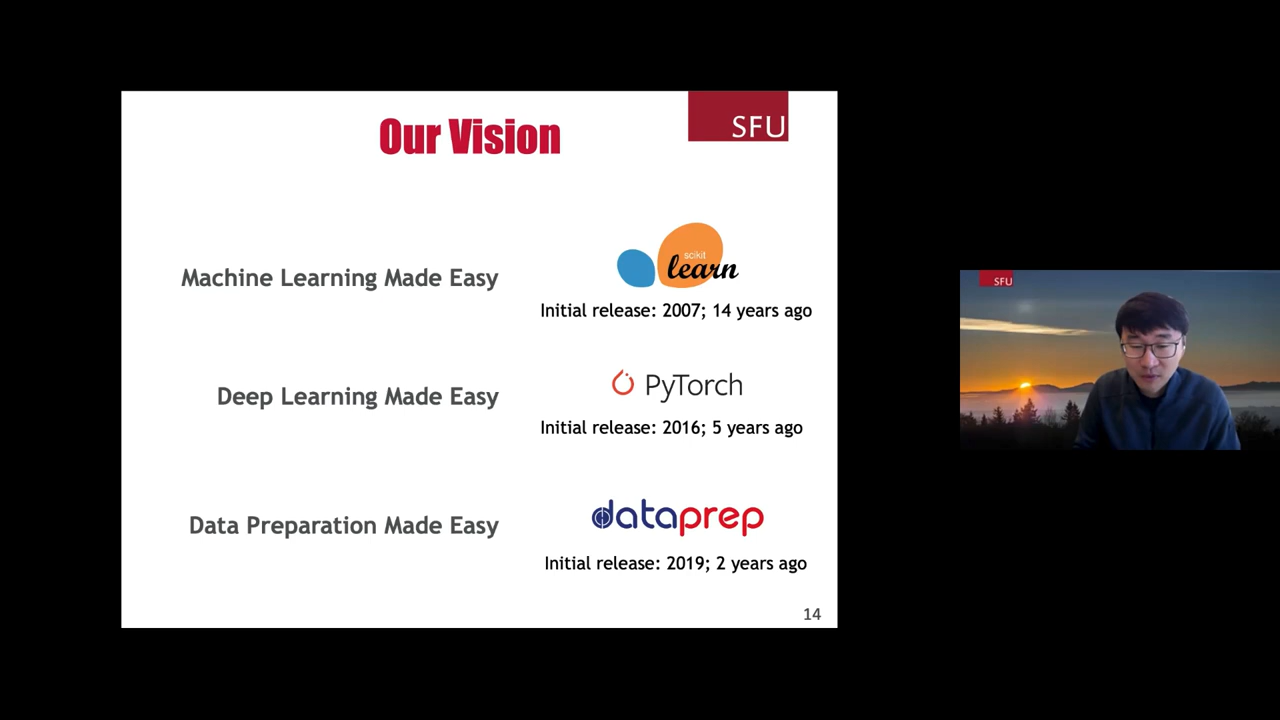 Our Vision
SFU
Machine Learning Made Easy
scikit
learn
Initial release: 2007; 14 years ago
Deep Learning Made Easy
PyTorch
Initial release: 2016; 5 years ago
Data Preparation Made Easy
dataprep
Initial release: 2019; 2 years ago
14
SFU